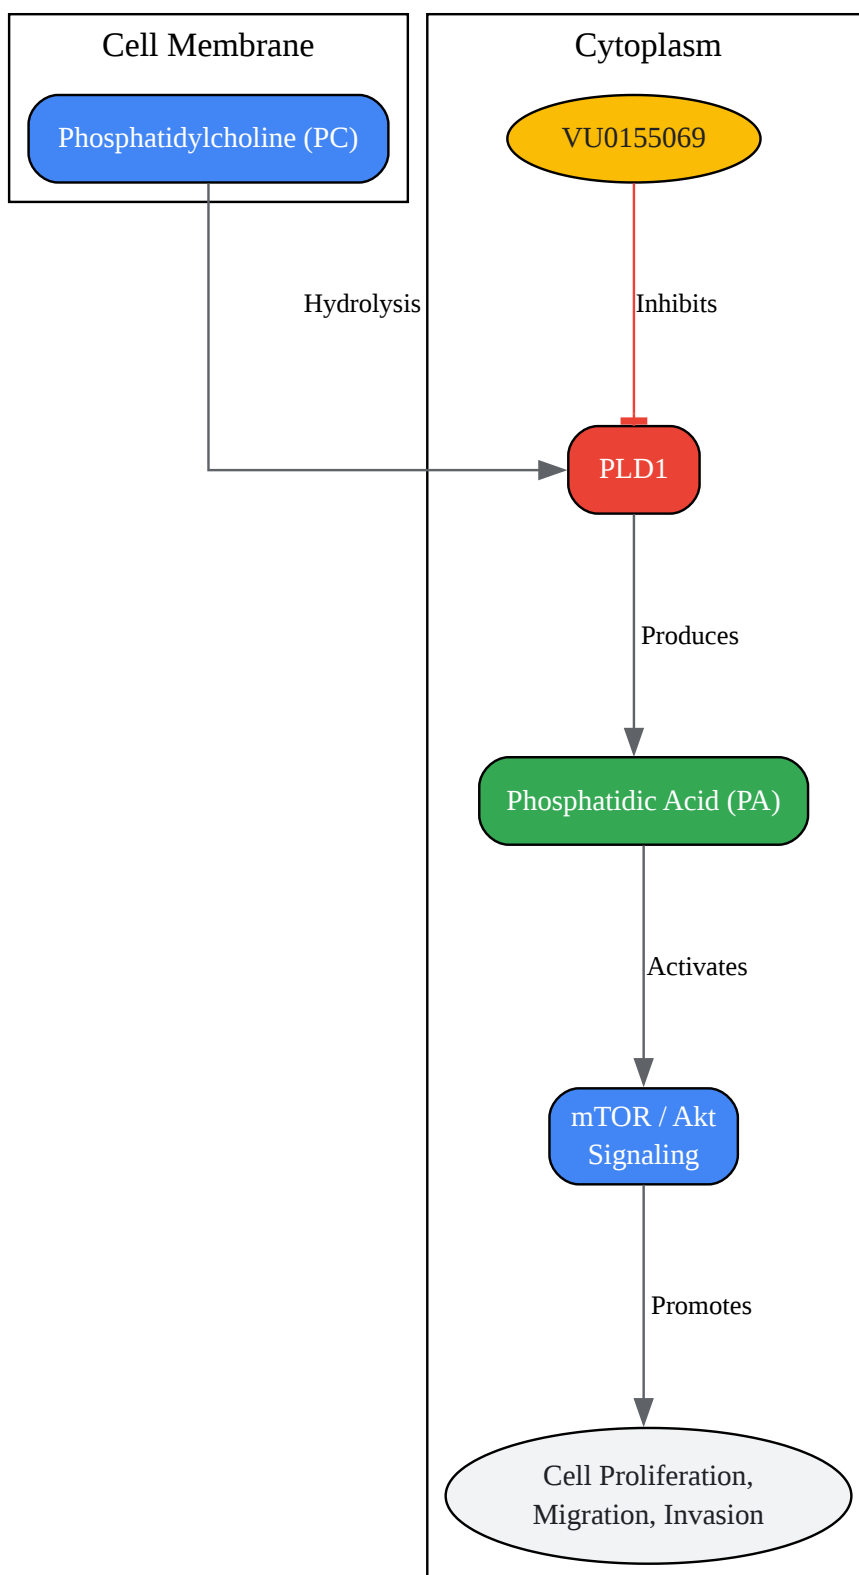 Cell Membrane
Cytoplasm
Phosphatidylcholine (PC)
VU0155069
Hydrolysis
Inhibits
PLD1
Produces
Phosphatidic Acid (PA)
Activates
mTOR / Akt
Signaling
Promotes
Cell Proliferation,
Migration, Invasion